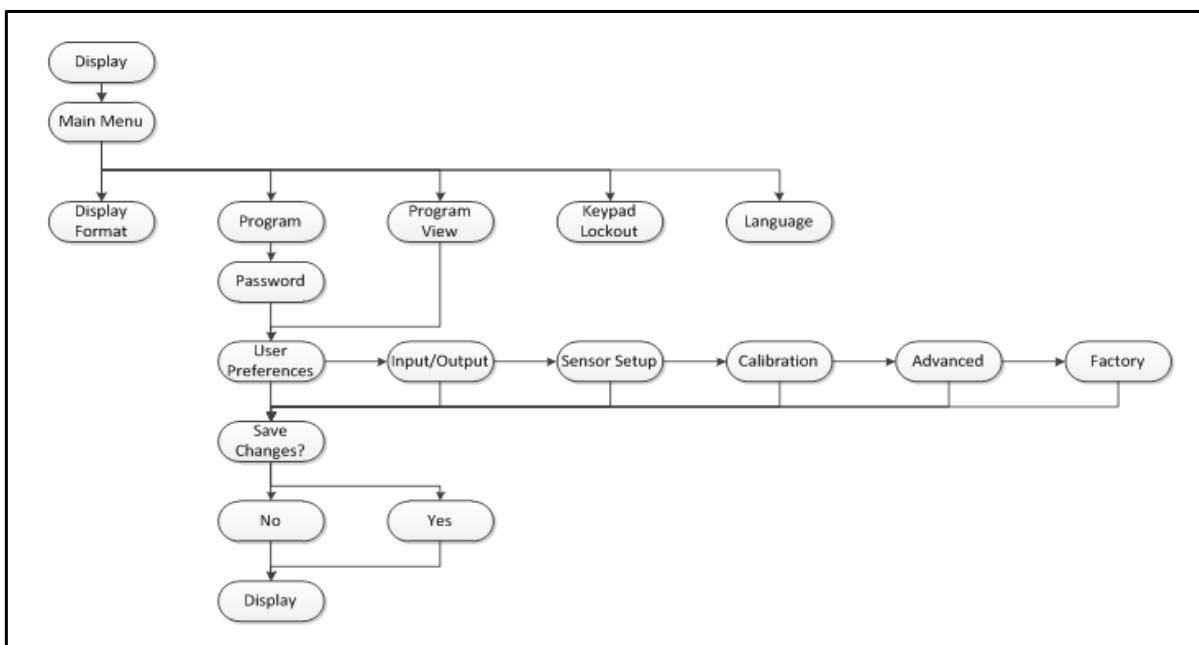 Display
Main Menu
Display
Format
Program
Program
View
Keypad
Lockout
Language
Password
User
Preferences
Input/Output
Sensor Setup
Calibration
Advanced
Factory
Save
Changes?
No
Yes
Display